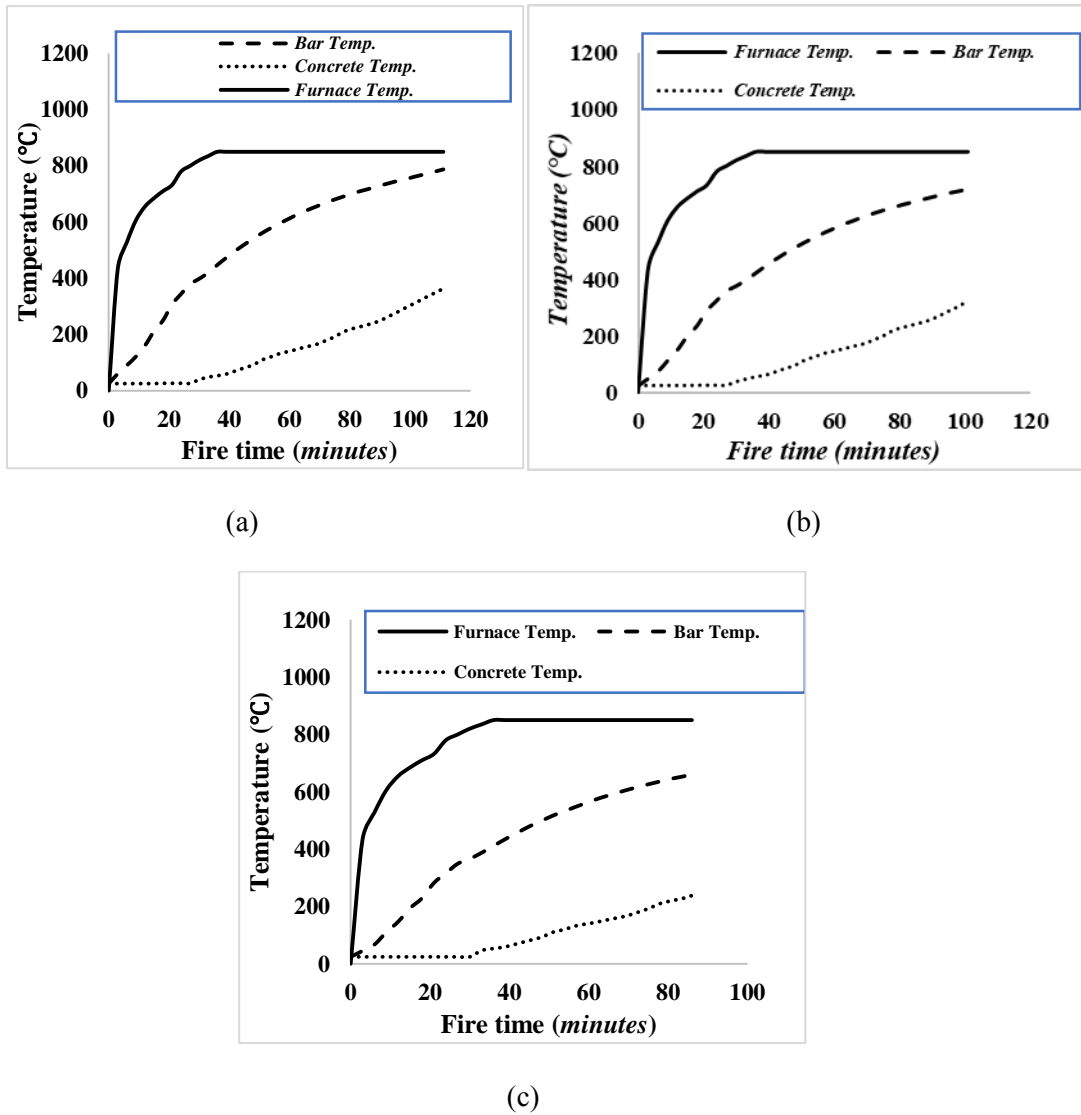 1200
Bar Temp.
Concrete Temp.
Furnace Temp.
1000
800
600
400
200
0
Temperature (°C)
0 20 40 60 80 100 120
Fire time (minutes)
(a)
1200
Furnace Temp. Bar Temp.
Concrete Temp.
1000
800
600
400
200
0
Temperature (°C)
0 20 40 60 80 100 120
Fire time (minutes)
(b)
1200
Furnace Temp. Bar Temp.
Concrete Temp.
1000
800
600
400
200
0
Temperature (°C)
0 20 40 60 80 100
Fire time (minutes)
(c)